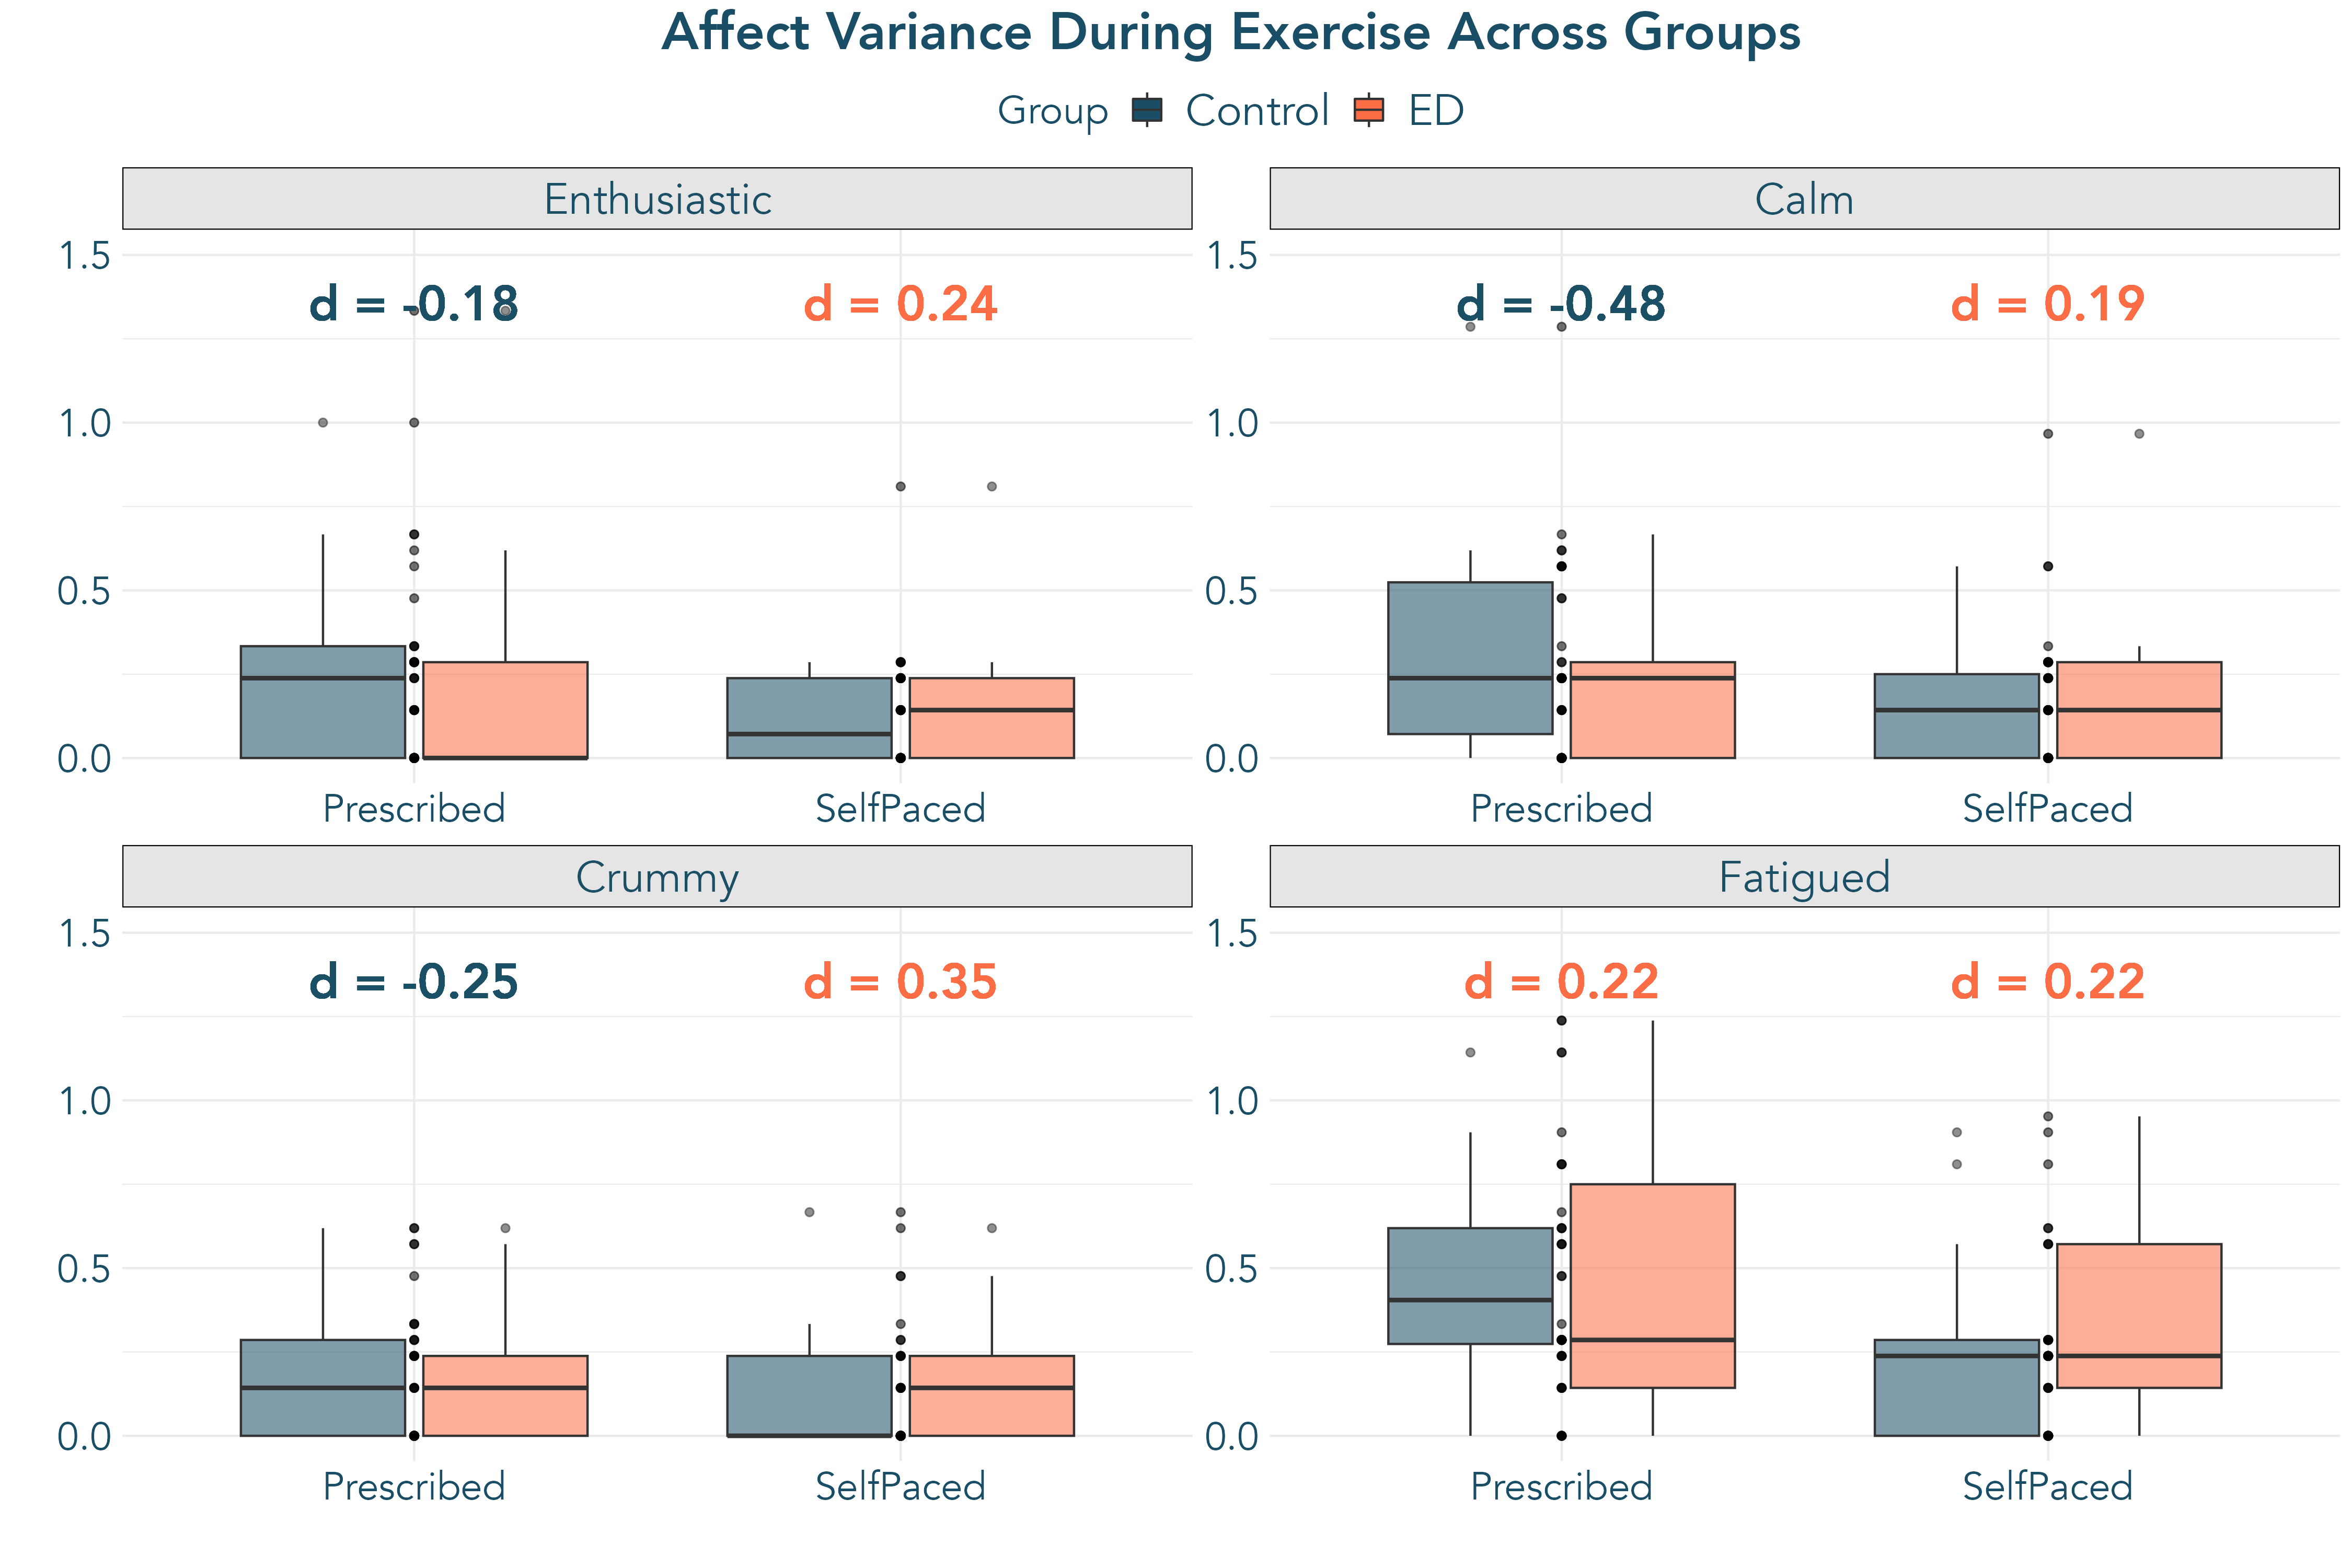 Affect Variance During Exercise Across Groups
Group Control ED
Enthusiastic
1.5
d = -0.18
d = 0.24
1.0
0.5
0.0
Prescribed
SelfPaced
Calm
1.5
d = -0.48
d = 0.19
1.0
0.5
0.0
Prescribed
SelfPaced
Crummy
1.5
d = -0.25
d = 0.35
1.0
0.5
0.0
Prescribed
SelfPaced
Fatigued
1.5
d = 0.22
d = 0.22
1.0
0.5
0.0
Prescribed
SelfPaced